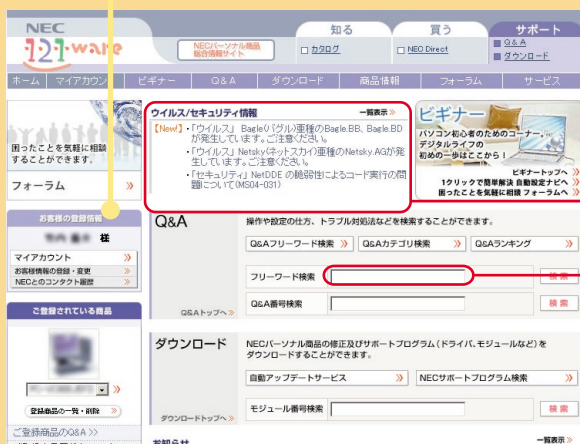 NEC
121ware
NECパーソナル商品
総合情報サイト
知る
カタログ
買う
NEC Direct
サポート
Q&A
ダウンロード
ホーム
マイアカウント
ビギナー
Q&A
ダウンロード
商品情報
フォーラム
サービス
困ったことを気軽に相談
することができます。
フォーラム
ウイルス/セキュリティ情報
一覧表示
【New!】・「ウイルス」 Bagle(バグル)亜種のBagle.BB、Bagle.BD
が発生しています。ご注意ください。
・「ウイルス」 Netsky(ネットスカイ)亜種のNetsky.AGが発
生しています。ご注意ください。
・「セキュリティ」 NetDDE の脆弱性によるコード実行の問
題について(MS04-031)
ビギナー
パソコン初心者のためのコーナー。
デジタルライフの
初めの一歩はここから！
ビギナートップへ
1クリックで簡単解決 自動設定ナビへ
困ったことを気軽に相談 フォーラムへ
お客様の登録情報
様
マイアカウント
お客様情報の登録・変更
NECとのコンタクト履歴
ご登録されている商品
登録商品の一覧・削除
ご登録商品のQ&A
Q&A
操作や設定の仕方、トラブル対処法などを検索することができます。
Q&Aフリーワード検索
Q&Aカテゴリ検索
Q&Aランキング
フリーワード検索
検索
Q&A番号検索
検索
Q&Aトップへ
ダウンロード
NECパーソナル商品の修正及びサポートプログラム(ドライバ、モジュールなど)を
ダウンロードすることができます。
自動アップデートサービス
NECサポートプログラム検索
モジュール番号検索
検索
ダウンロードトップへ
お知らせ
一覧表示